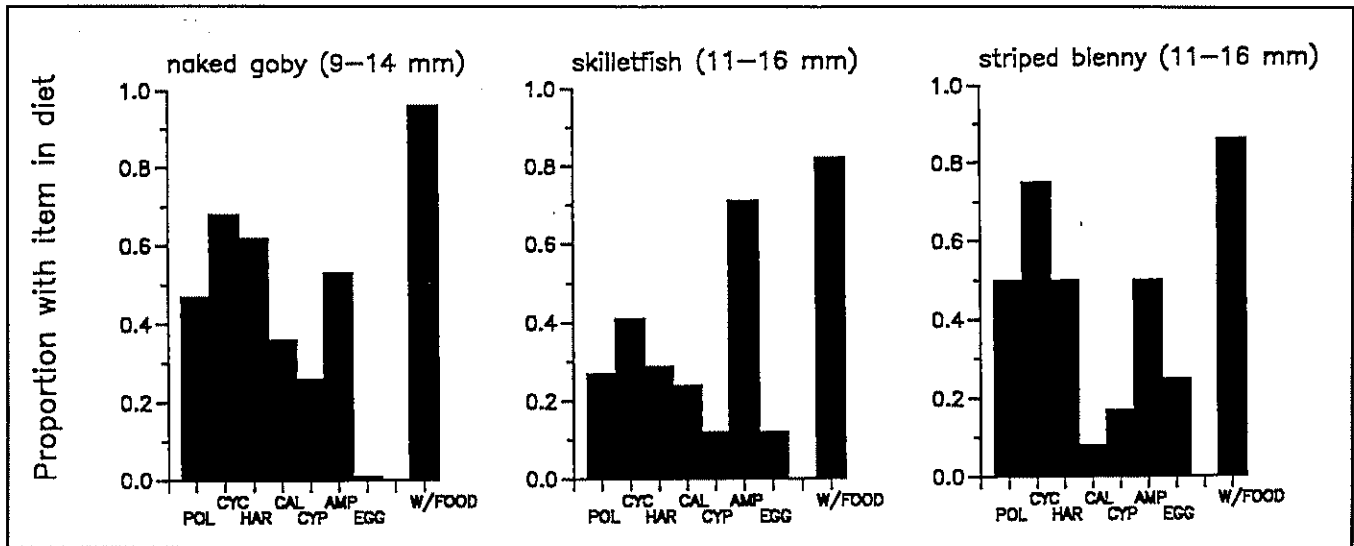 Proportion with item in diet
naked goby (9–14 mm)
1.0
0.8
0.6
0.4
0.2
0.0
POL CYC HAR CAL CYP AMP EGG W/FOOD
skilletfish (11–16 mm)
1.0
0.8
0.6
0.4
0.2
0.0
POL CYC HAR CAL CYP AMP EGG W/FOOD
striped blenny (11–16 mm)
1.0
0.8
0.6
0.4
0.2
0.0
POL CYC HAR CAL CYP AMP EGG W/FOOD